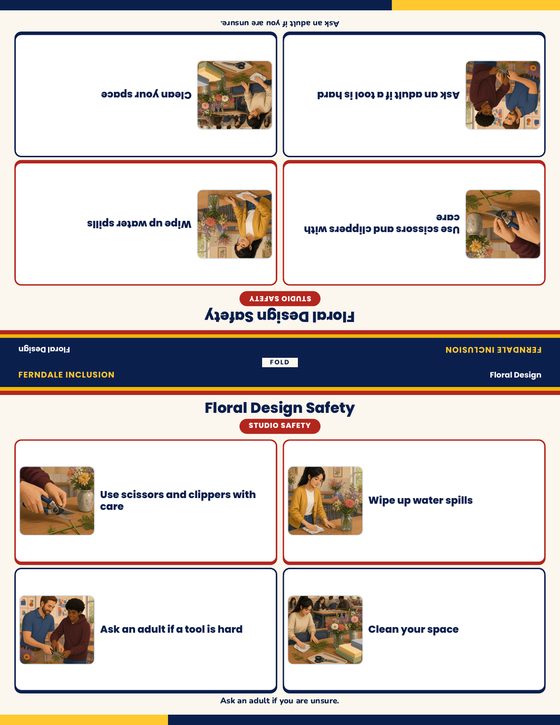 Ask an adult if you are unsure.
Clean your space
Ask an adult if a tool is hard
Wipe up water spills
Use scissors and clippers with
care
STUDIO SAFETY
Floral Design Safety
Floral Design
FERNDALE INCLUSION
FOLD
FERNDALE INCLUSION
Floral Design
Floral Design Safety
STUDIO SAFETY
Use scissors and clippers with
care
Wipe up water spills
Ask an adult if a tool is hard
Clean your space
Ask an adult if you are unsure.